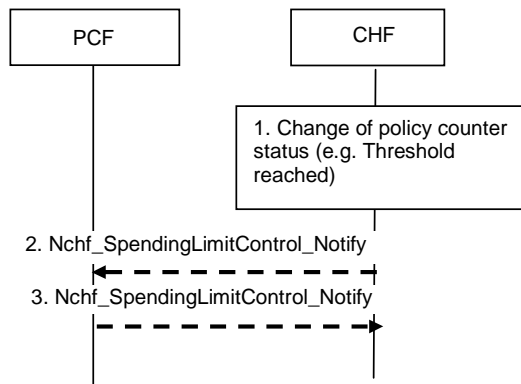 PCF
CHF
1. Change of policy counter
status (e.g. Threshold
reached)
2. Nchf_SpendingLimitControl_Notify
3. Nchf_SpendingLimitControl_Notify